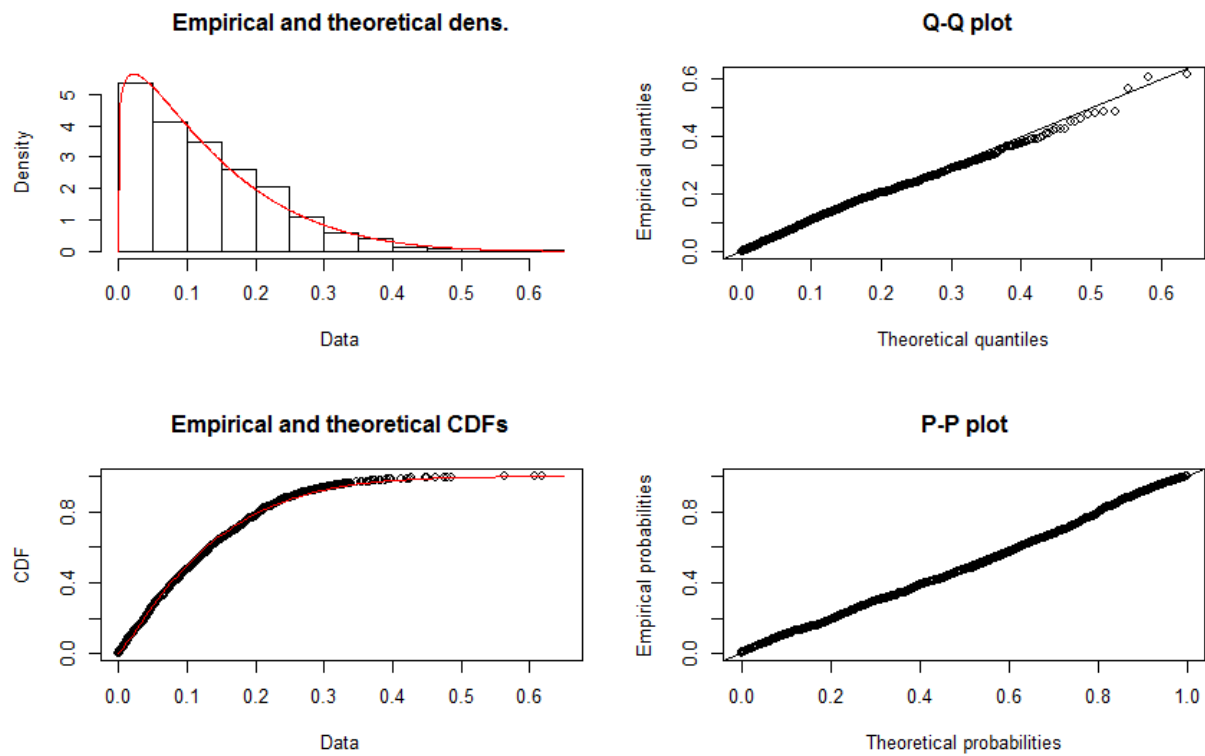 Empirical and theoretical dens.
Density
0 1 2 3 4 5
0.0 0.1 0.2 0.3 0.4 0.5 0.6
Data
Q-Q plot
Empirical quantiles
0.0 0.2 0.4 0.6
0.0 0.1 0.2 0.3 0.4 0.5 0.6
Theoretical quantiles
Empirical and theoretical CDFs
CDF
0.0 0.4 0.8
0.0 0.1 0.2 0.3 0.4 0.5 0.6
Data
P-P plot
Empirical probabilities
0.0 0.4 0.8
0.0 0.2 0.4 0.6 0.8 1.0
Theoretical probabilities